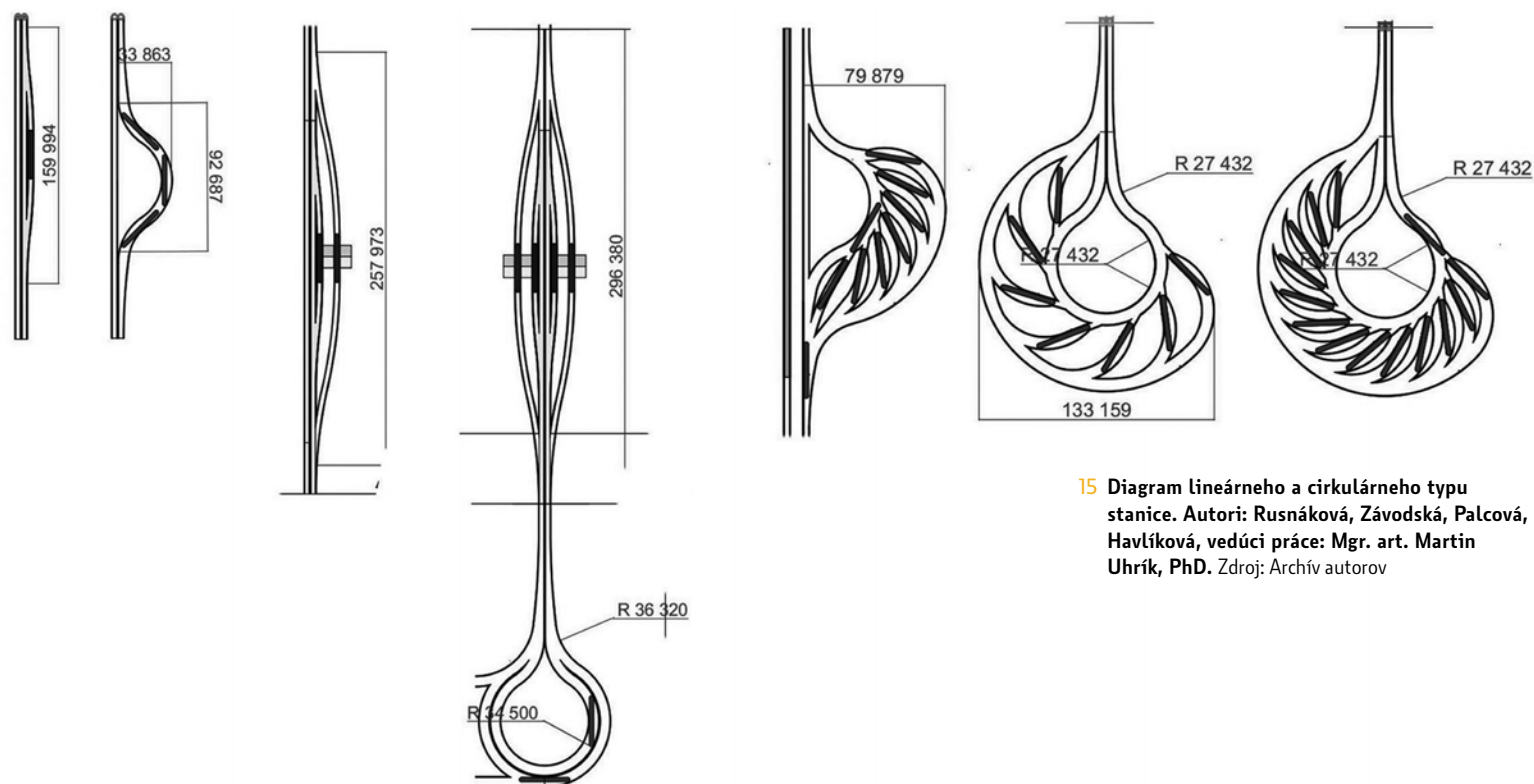 33 863
159 994
92 687
257 973
296 380
R 36 320
R 34 500
79 879
R 27 432
R 27 432
133 159
R 27 432
R 27 432
15 Diagram lineárneho a cirkulárneho typu
stanice. Autori: Rusnáková, Závodská, Palcová,
Havlíková, vedúci práce: Mgr. art. Martin
Uhrík, PhD. Zdroj: Archív autorov